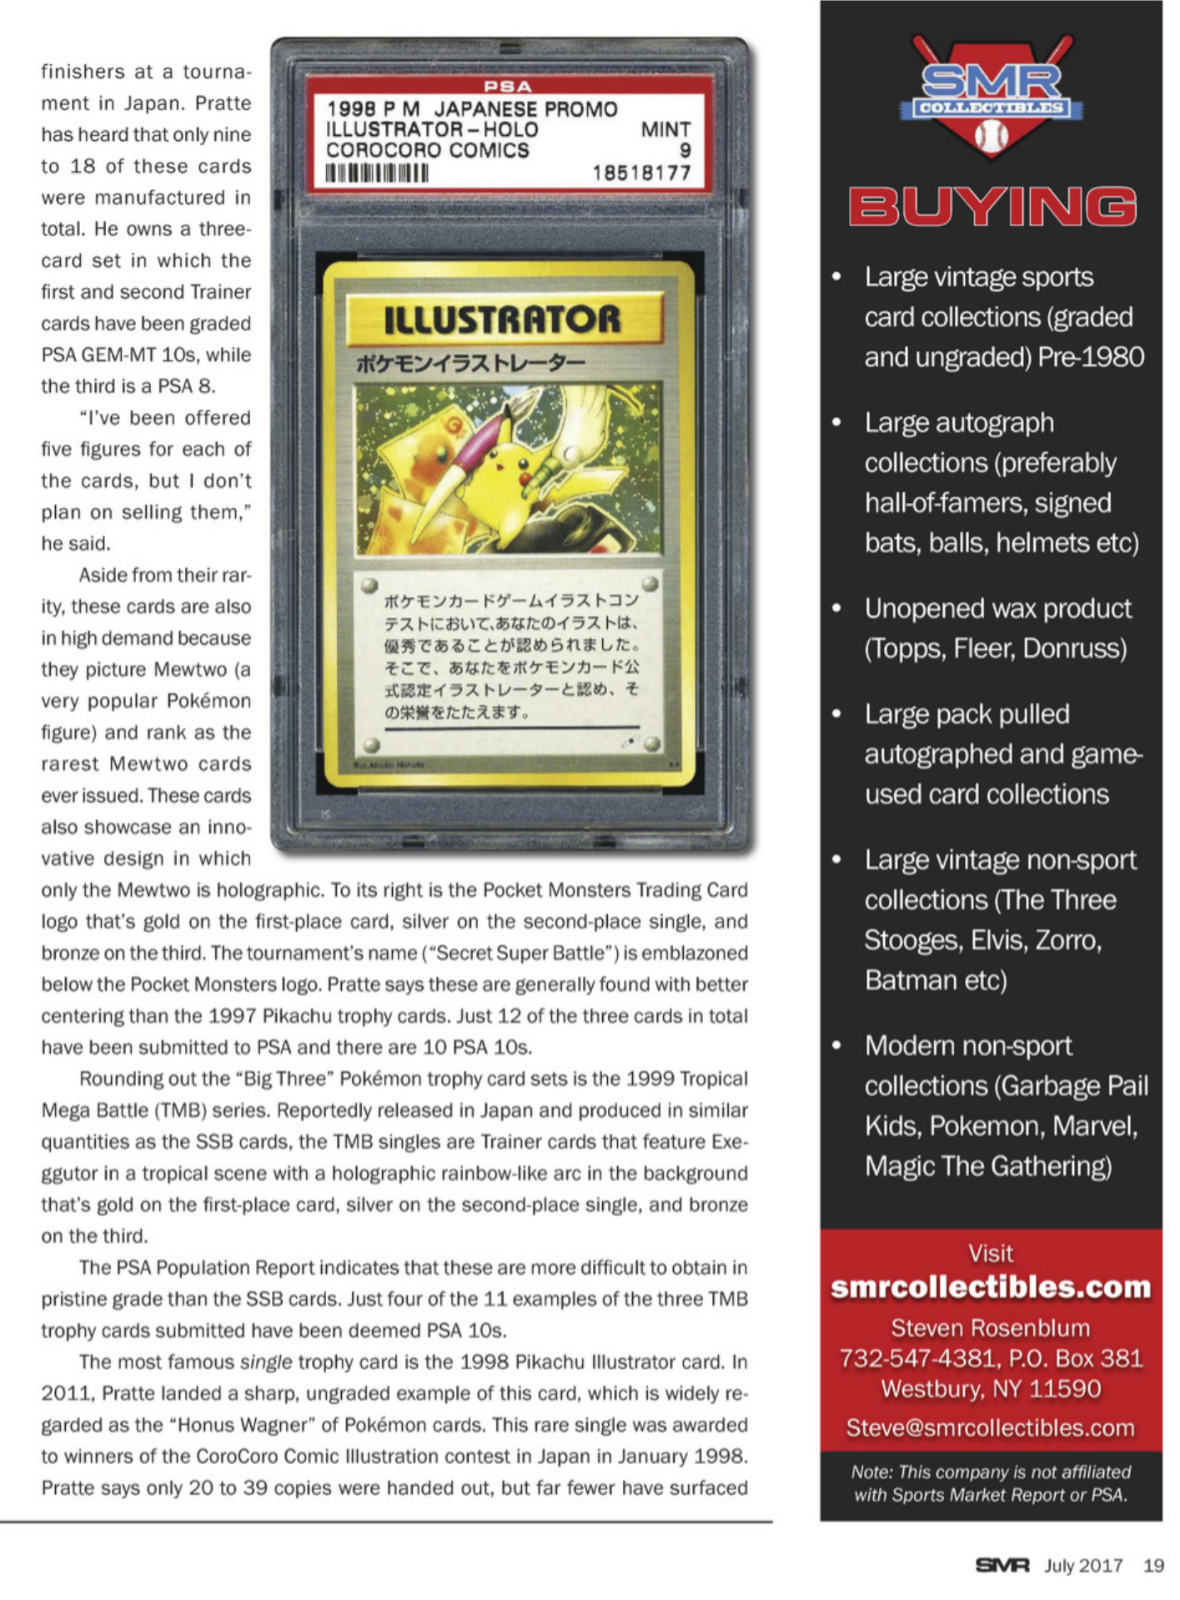 finishers at a tourna-
ment in Japan. Pratte
has heard that only nine
to 18 of these cards
were manufactured in
total. He owns a three-
card set in which the
first and second Trainer
cards have been graded
PSA GEM-MT 10s, while
the third is a PSA 8.
"I've been offered
five figures for each of
the cards, but I don't
plan on selling them,"
he said.
Aside from their rar-
ity, these cards are also
in high demand because
they picture Mewtwo (a
very popular Pokémon
figure) and rank as the
rarest Mewtwo cards
ever issued. These cards
also showcase an inno-
vative design in which
only the Mewtwo is holographic. To its right is the Pocket Monsters Trading Card
logo that's gold on the first-place card, silver on the second-place single, and
bronze on the third. The tournament's name ("Secret Super Battle") is emblazoned
below the Pocket Monsters logo. Pratte says these are generally found with better
centering than the 1997 Pikachu trophy cards. Just 12 of the three cards in total
have been submitted to PSA and there are 10 PSA 10s.
Rounding out the "Big Three" Pokémon trophy card sets is the 1999 Tropical
Mega Battle (TMB) series. Reportedly released in Japan and produced in similar
quantities as the SSB cards, the TMB singles are Trainer cards that feature Exe-
ggutor in a tropical scene with a holographic rainbow-like arc in the background
that's gold on the first-place card, silver on the second-place single, and bronze
on the third.
The PSA Population Report indicates that these are more difficult to obtain in
pristine grade than the SSB cards. Just four of the 11 examples of the three TMB
trophy cards submitted have been deemed PSA 10s.
The most famous single trophy card is the 1998 Pikachu Illustrator card. In
2011, Pratte landed a sharp, ungraded example of this card, which is widely re-
garded as the "Honus Wagner" of Pokémon cards. This rare single was awarded
to winners of the CoroCoro Comic Illustration contest in Japan in January 1998.
Pratte says only 20 to 39 copies were handed out, but far fewer have surfaced
PSA
1998 P M JAPANESE PROMO
ILLUSTRATOR-HOLO MINT
COROCORO COMICS 9
18518177
ILLUSTRATOR
ポケモンイラストレーター
ポケモンカードゲームイラストコン
テストにおいて、あなたのイラストは、
優秀であることが認められました。
そこで、あなたをポケモンカード公
式認定イラストレーターと認め、そ
の栄誉をたたえます。
Illus. Atsuko Nishida
SMR
COLLECTIBLES
BUYING
• Large vintage sports
card collections (graded
and ungraded) Pre-1980
• Large autograph
collections (preferably
hall-of-famers, signed
bats, balls, helmets etc)
• Unopened wax product
(Topps, Fleer, Donruss)
• Large pack pulled
autographed and game-
used card collections
• Large vintage non-sport
collections (The Three
Stooges, Elvis, Zorro,
Batman etc)
• Modern non-sport
collections (Garbage Pail
Kids, Pokemon, Marvel,
Magic The Gathering)
Visit
smrcollectibles.com
Steven Rosenblum
732-547-4381, P.O. Box 381
Westbury, NY 11590
Steve@smrcollectibles.com
Note: This company is not affiliated
with Sports Market Report or PSA.
SMR July 2017 19